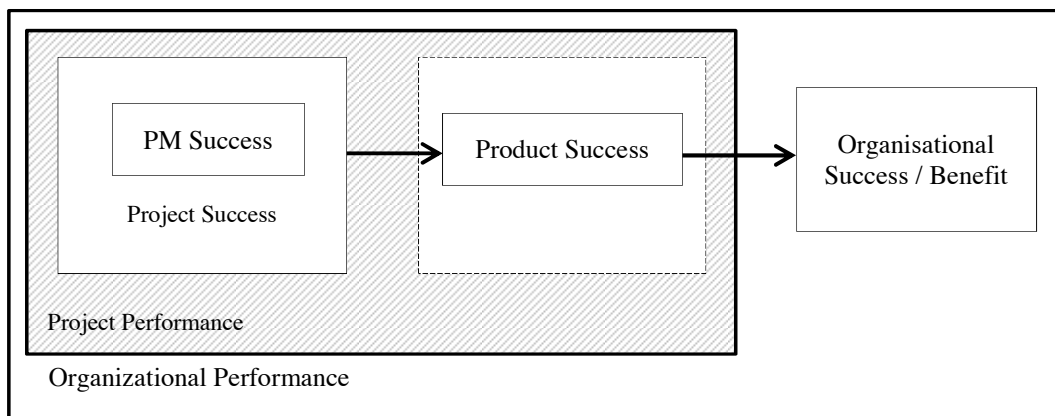 PM Success
Project Success
Product Success
Organisational
Success / Benefit
Project Performance
Organizational Performance